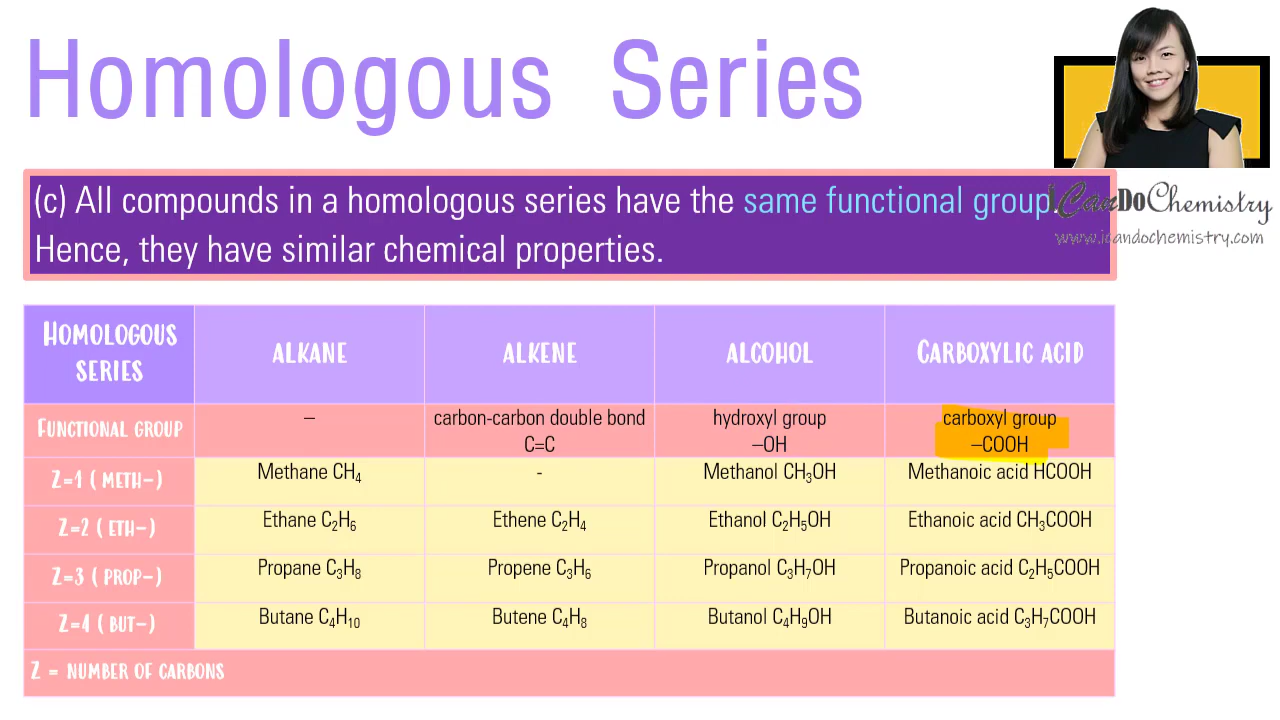 Homologous Series
(c) All compounds in a homologous series have the same functional group.
Hence, they have similar chemical properties.
ICanDoChemistry
www.icandochemistry.com
HOMOLOGOUS SERIES ALKANE ALKENE ALCOHOL CARBOXYLIC ACID
FUNCTIONAL GROUP – carbon-carbon double bond C=C hydroxyl group –OH carboxyl group –COOH
Z=1 ( METH-) Methane CH₄ - Methanol CH₃OH Methanoic acid HCOOH
Z=2 ( ETH-) Ethane C₂H₆ Ethene C₂H₄ Ethanol C₂H₅OH Ethanoic acid CH₃COOH
Z=3 ( PROP-) Propane C₃H₈ Propene C₃H₆ Propanol C₃H₇OH Propanoic acid C₂H₅COOH
Z=4 ( BUT-) Butane C₄H₁₀ Butene C₄H₈ Butanol C₄H₉OH Butanoic acid C₃H₇COOH
Z = NUMBER OF CARBONS